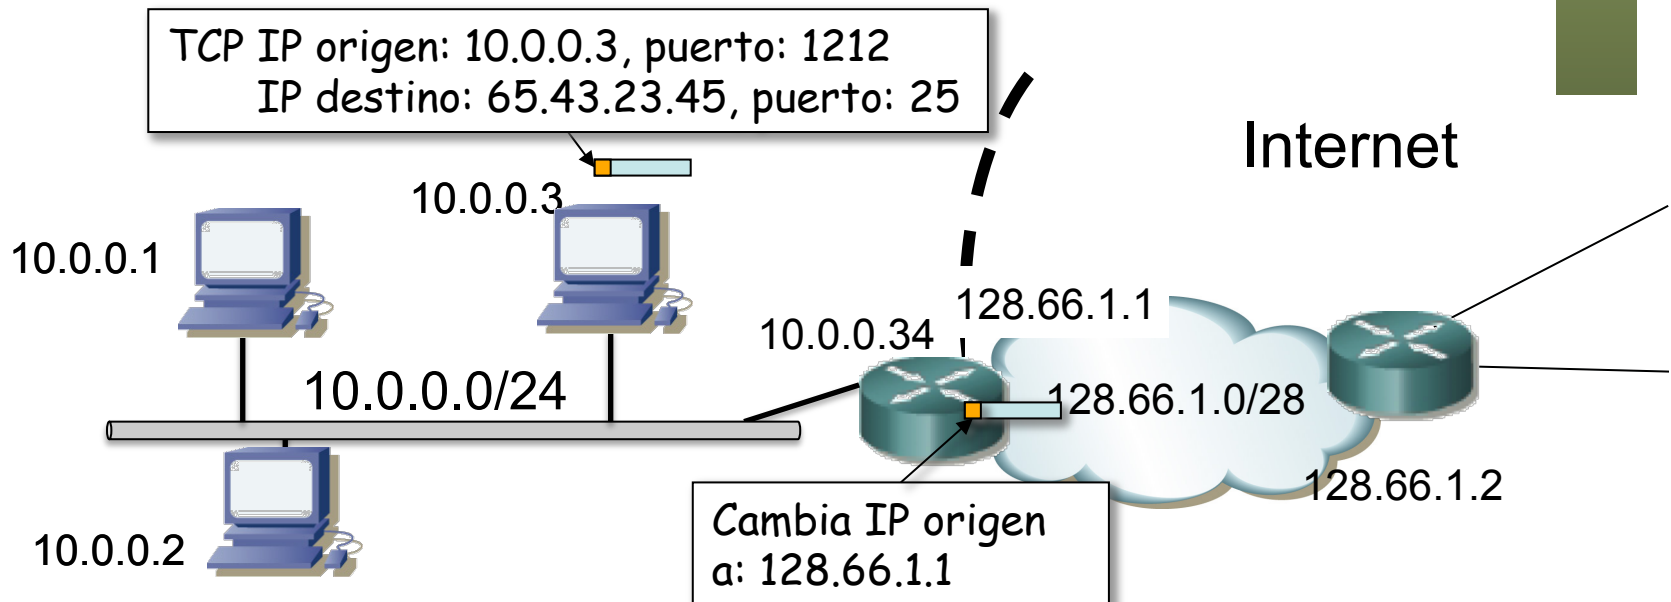 TCP IP origen: 10.0.0.3, puerto: 1212
IP destino: 65.43.23.45, puerto: 25
Internet
10.0.0.3
10.0.0.1
128.66.1.1
10.0.0.34
10.0.0.0/24
128.66.1.0/28
128.66.1.2
Cambia IP origen
a: 128.66.1.1
10.0.0.2